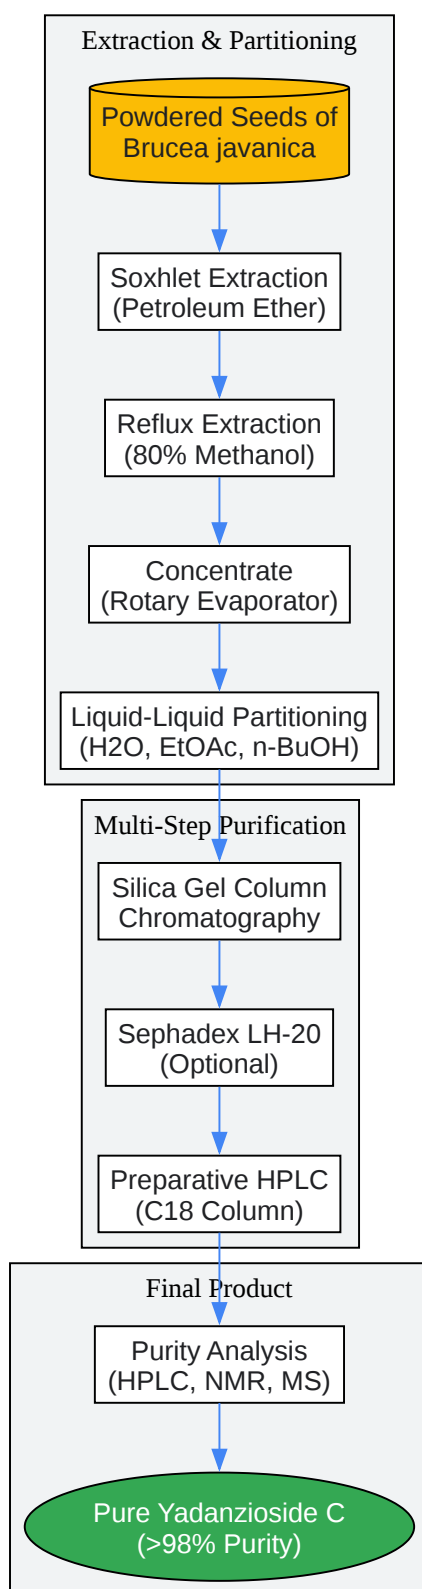 Extraction & Partitioning
Powdered Seeds of
Brucea javanica
Soxhlet Extraction
(Petroleum Ether)
Reflux Extraction
(80% Methanol)
Concentrate
(Rotary Evaporator)
Liquid-Liquid Partitioning
(H2O, EtOAc, n-BuOH)
Multi-Step Purification
Silica Gel Column
Chromatography
Sephadex LH-20
(Optional)
Preparative HPLC
(C18 Column)
Final Product
Purity Analysis
(HPLC, NMR, MS)
Pure Yadanzioside C
(>98% Purity)